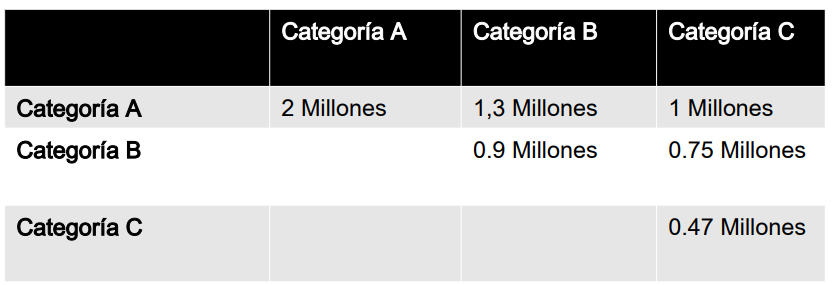 Categoría A Categoría B Categoría C
Categoría A 2 Millones 1,3 Millones 1 Millones
Categoría B 0.9 Millones 0.75 Millones
Categoría C 0.47 Millones